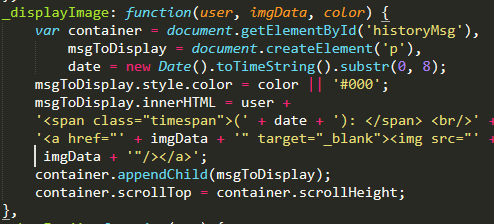 _displayImage: function(user, imgData, color) {
var container = document.getElementById('historyMsg'),
msgToDisplay = document.createElement('p'),
date = new Date().toTimeString().substr(0, 8);
msgToDisplay.style.color = color || '#000';
msgToDisplay.innerHTML = user +
'<span class="timespan">(' + date + '): </span> <br/>' +
'<a href="' + imgData + '" target="_blank"><img src="' +
imgData + '"/></a>';
container.appendChild(msgToDisplay);
container.scrollTop = container.scrollHeight;
},